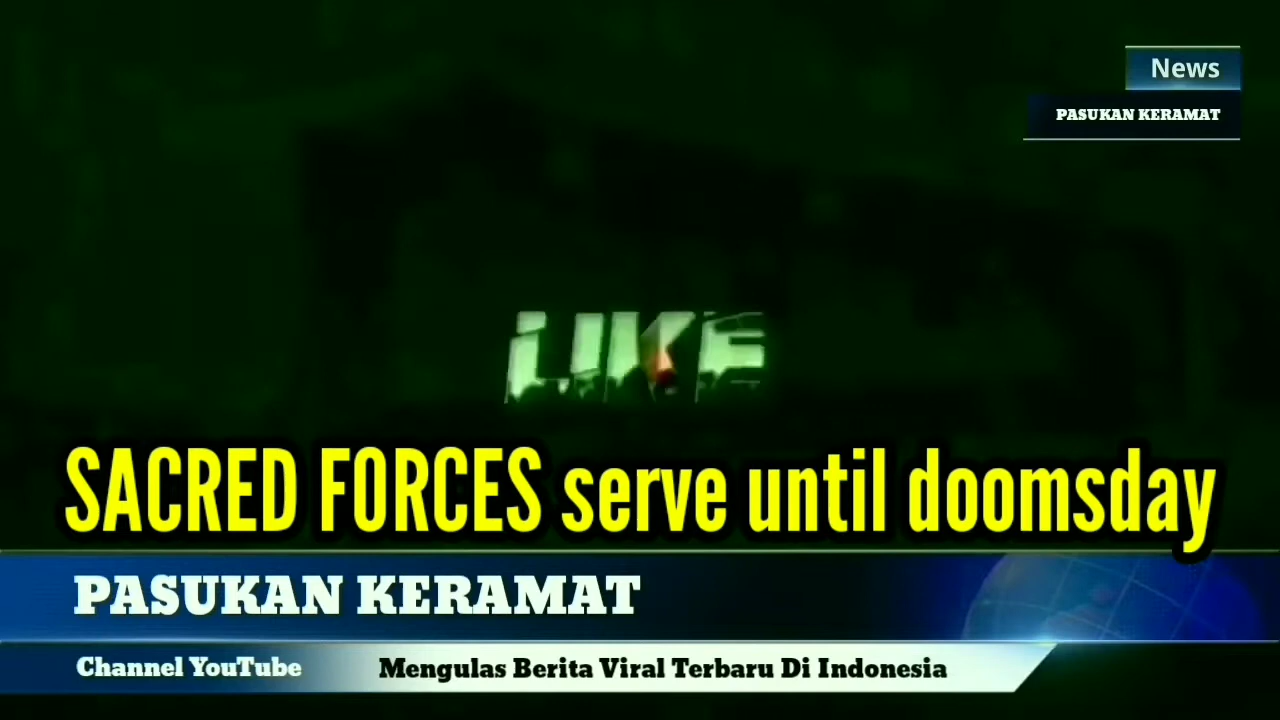 News
PASUKAN KERAMAT
LIKE
SACRED FORCES serve until doomsday
PASUKAN KERAMAT
Channel YouTube
Mengulas Berita Viral Terbaru Di Indonesia